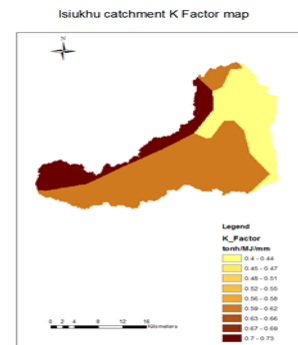 Isiukhu catchment K Factor map
N
Legend
K_Factor
tonh/MJ/mm
0.4 - 0.44
0.45 - 0.47
0.48 - 0.51
0.52 - 0.55
0.56 - 0.58
0.59 - 0.62
0.63 - 0.66
0.67 - 0.69
0.7 - 0.73
0 2 4 8 12 16
Kilometers